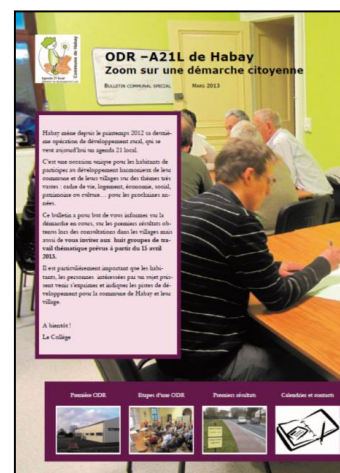 ODR –A21L de Habay
Zoom sur une démarche citoyenne
BULLETIN COMMUNAL SPECIAL MARS 2013
Commune de Habay
Agenda 21 local
Habay mène depuis le printemps 2012 sa deuxiè-
me opération de développement rural, qui se
veut aujourd'hui un agenda 21 local.
C'est une occasion unique pour les habitants de
participer au développement harmonieux de leur
commune et de leurs villages sur des thèmes très
vastes : cadre de vie, logement, économie, social,
patrimoine ou culture… pour les prochaines an-
nées.
Ce bulletin a pour but de vous informer sur la
démarche en cours, sur les premiers résultats ob-
tenus lors des consultations dans les villages mais
aussi de vous inviter aux huit groupes de tra-
vail thématique prévus à partir du 15 avril
2013.
Il est particulièrement important que les habi-
tants, les personnes intéressées par un sujet puis-
sent venir s'exprimer et indiquer les pistes de dé-
veloppement pour la commune de Habay et leur
village.
A bientôt !
Le Collège
Première ODR
Etapes d'une ODR
Premiers résultats
Calendrier et contacts